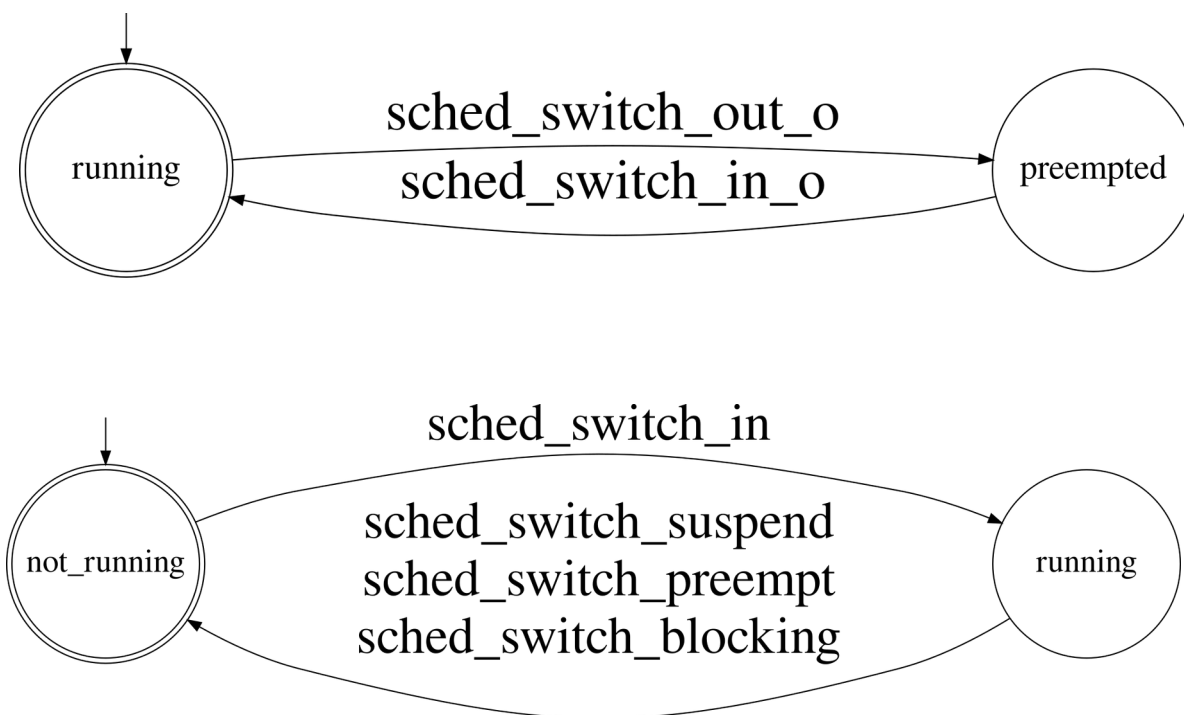 sched_switch_out_o
running
sched_switch_in_o
preempted
sched_switch_in
sched_switch_suspend
not_running
sched_switch_preempt
running
sched_switch_blocking